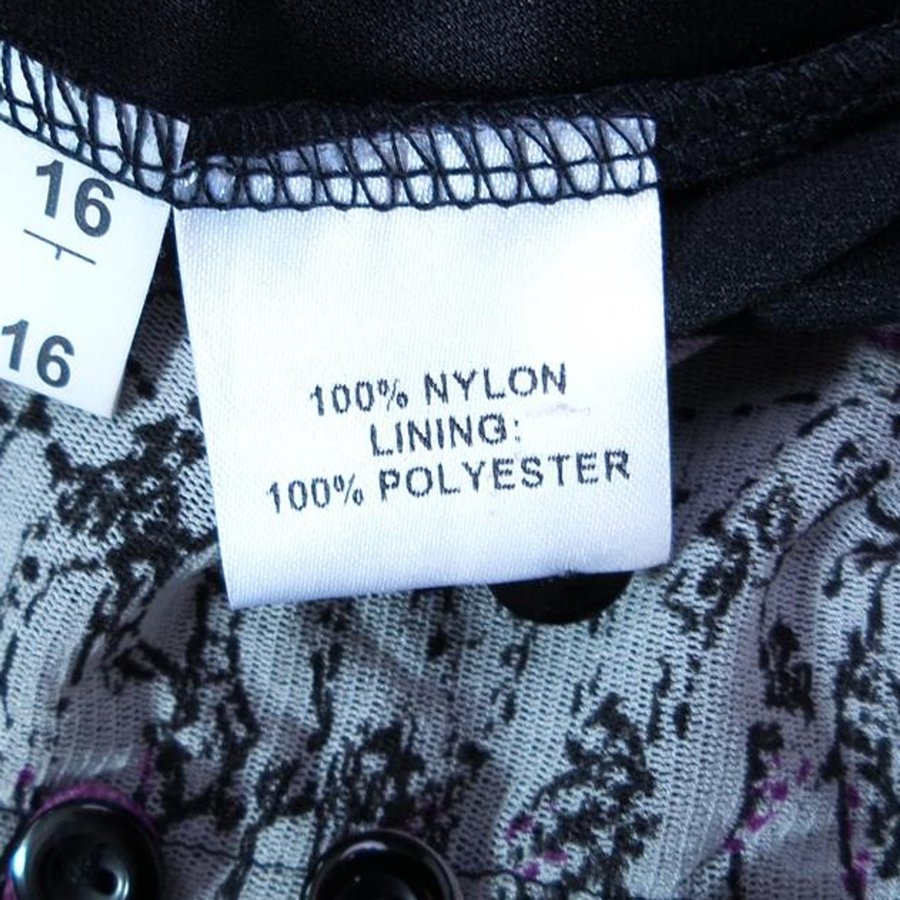 16
16
100% NYLON
LINING:
100% POLYESTER